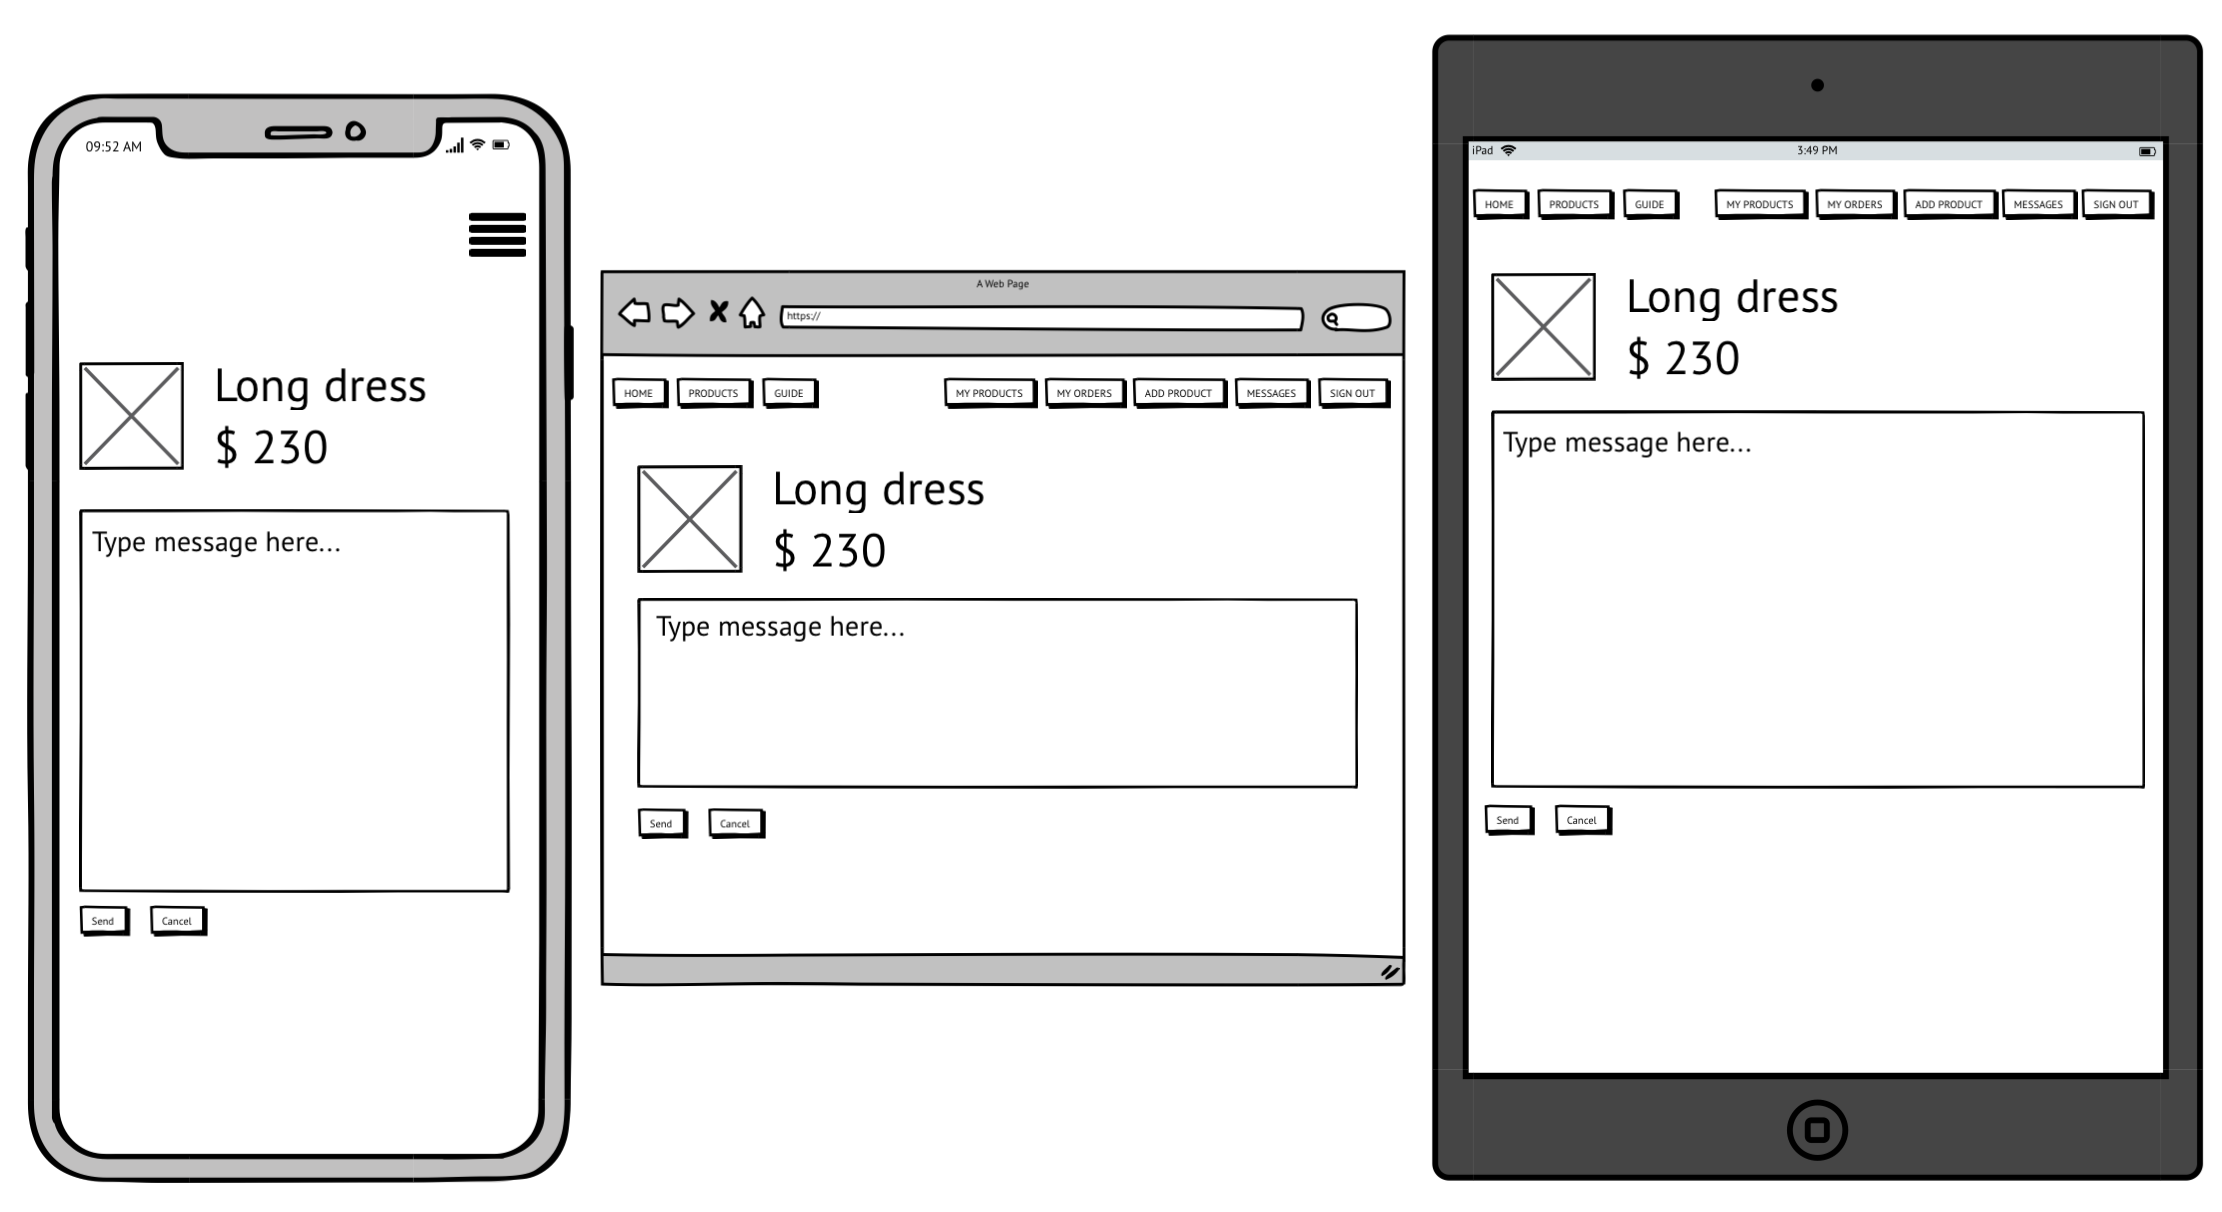 09:52 AM
Long dress
$ 230
Type message here...
Send Cancel
A Web Page
https://
HOME PRODUCTS GUIDE MY PRODUCTS MY ORDERS ADD PRODUCT MESSAGES SIGN OUT
Long dress
$ 230
Type message here...
Send Cancel
iPad 3:49 PM
HOME PRODUCTS GUIDE MY PRODUCTS MY ORDERS ADD PRODUCT MESSAGES SIGN OUT
Long dress
$ 230
Type message here...
Send Cancel